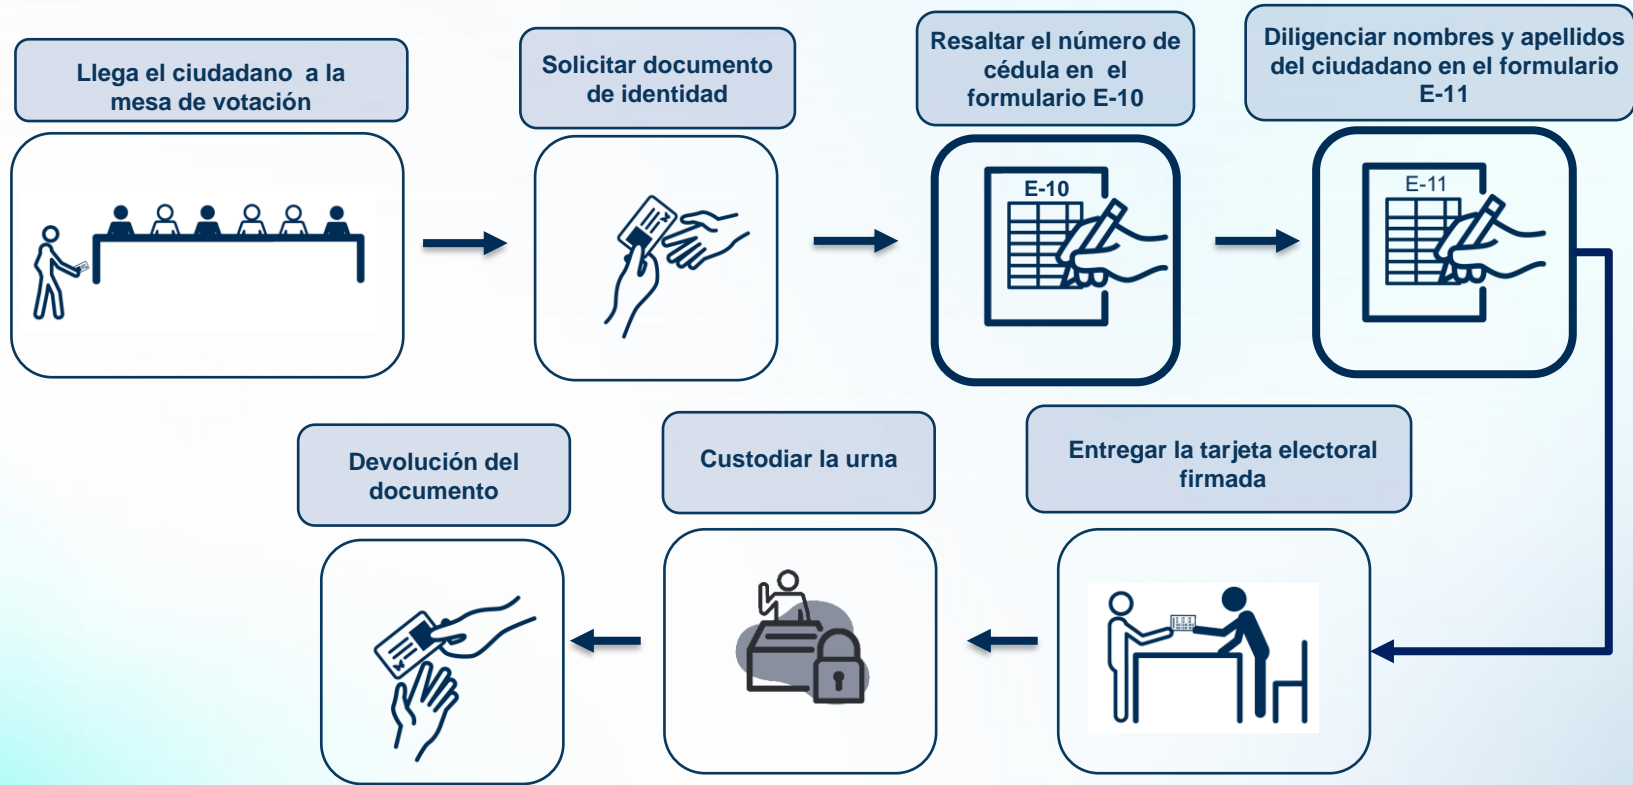 Llega el ciudadano a la
mesa de votación
Solicitar documento
de identidad
Resaltar el número de
cédula en el
formulario E-10
Diligenciar nombres y apellidos
del ciudadano en el formulario
E-11
E-10
E-11
Devolución del
documento
Custodiar la urna
Entregar la tarjeta electoral
firmada